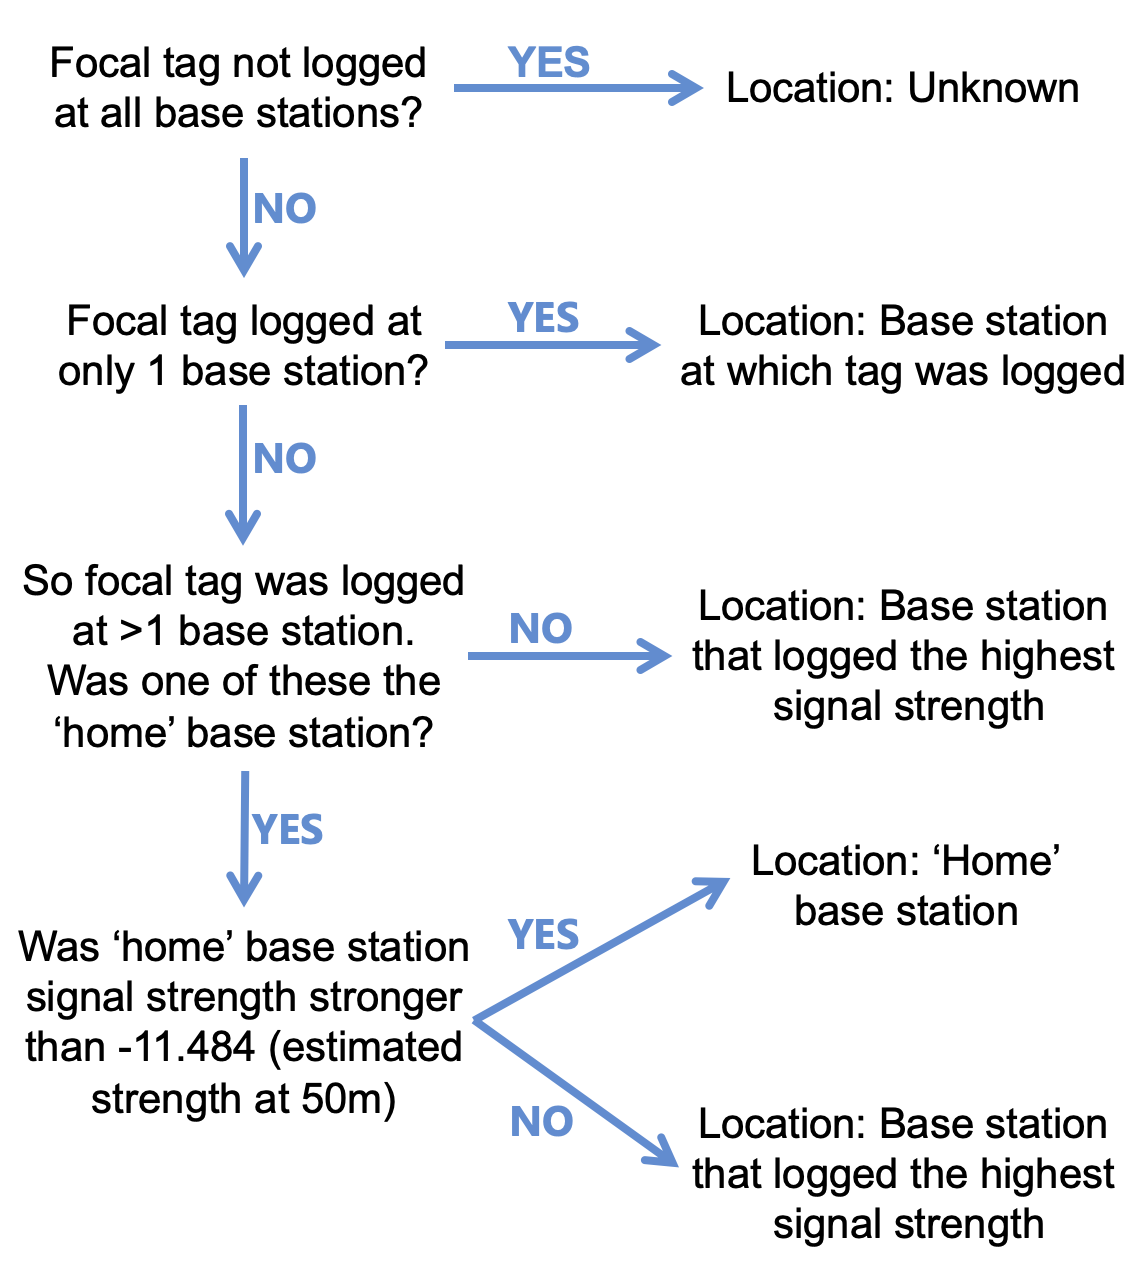 Focal tag not logged
at all base stations?
YES
Location: Unknown
NO
Focal tag logged at
only 1 base station?
YES
Location: Base station
at which tag was logged
NO
So focal tag was logged
at >1 base station.
Was one of these the
‘home’ base station?
NO
Location: Base station
that logged the highest
signal strength
YES
Was ‘home’ base station
signal strength stronger
than -11.484 (estimated
strength at 50m)
YES
Location: ‘Home’
base station
NO
Location: Base station
that logged the highest
signal strength